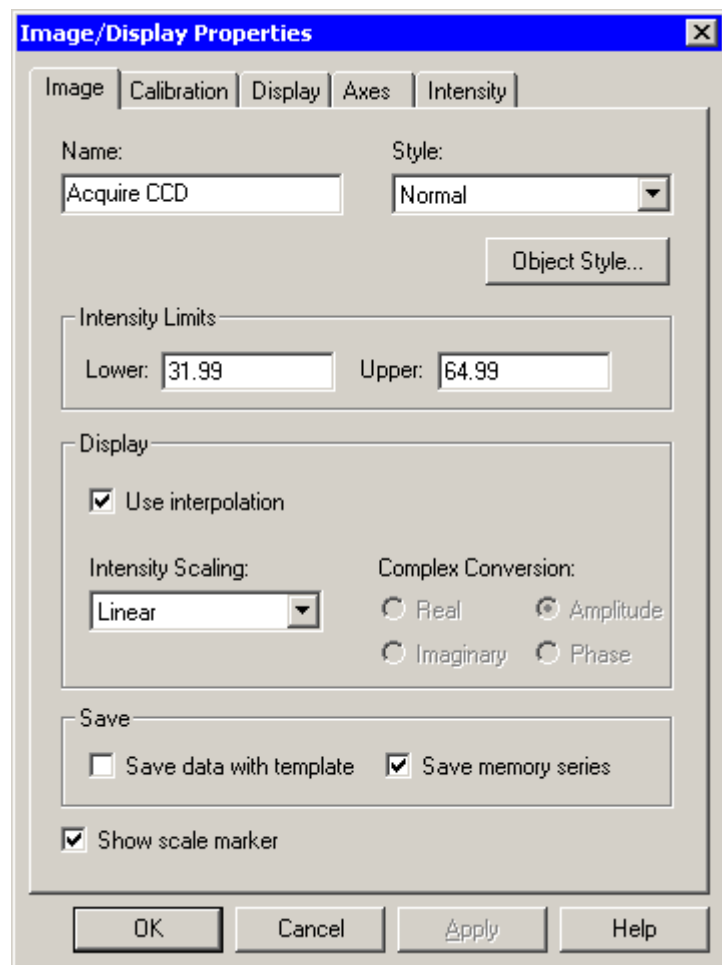 Image/Display Properties
Image Calibration Display Axes Intensity
Name: Style:
Acquire CCD Normal
Object Style...
Intensity Limits
Lower: 31.99 Upper: 64.99
Display
Use interpolation
Intensity Scaling: Complex Conversion:
Linear Real Amplitude
Imaginary Phase
Save
Save data with template Save memory series
Show scale marker
OK Cancel Apply Help